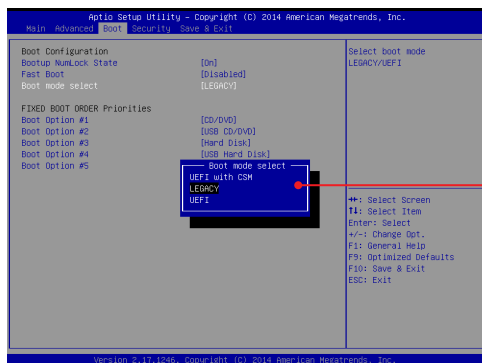 Aptio Setup Utility – Copyright (C) 2014 American Megatrends, Inc.
Main Advanced Boot Security Save & Exit
Boot Configuration
Bootup NumLock State [On]
Fast Boot [Disabled]
Boot mode select [LEGACY]
FIXED BOOT ORDER Priorities
Boot Option #1 [CD/DVD]
Boot Option #2 [USB CD/DVD]
Boot Option #3 [Hard Disk]
Boot Option #4 [USB Hard Disk]
Boot Option #5
Boot mode select
UEFI with CSM
LEGACY
UEFI
Select boot mode
LEGACY/UEFI
→←: Select Screen
↑↓: Select Item
Enter: Select
+/-: Change Opt.
F1: General Help
F9: Optimized Defaults
F10: Save & Exit
ESC: Exit
Version 2.17.1246. Copyright (C) 2014 American Megatrends, Inc.